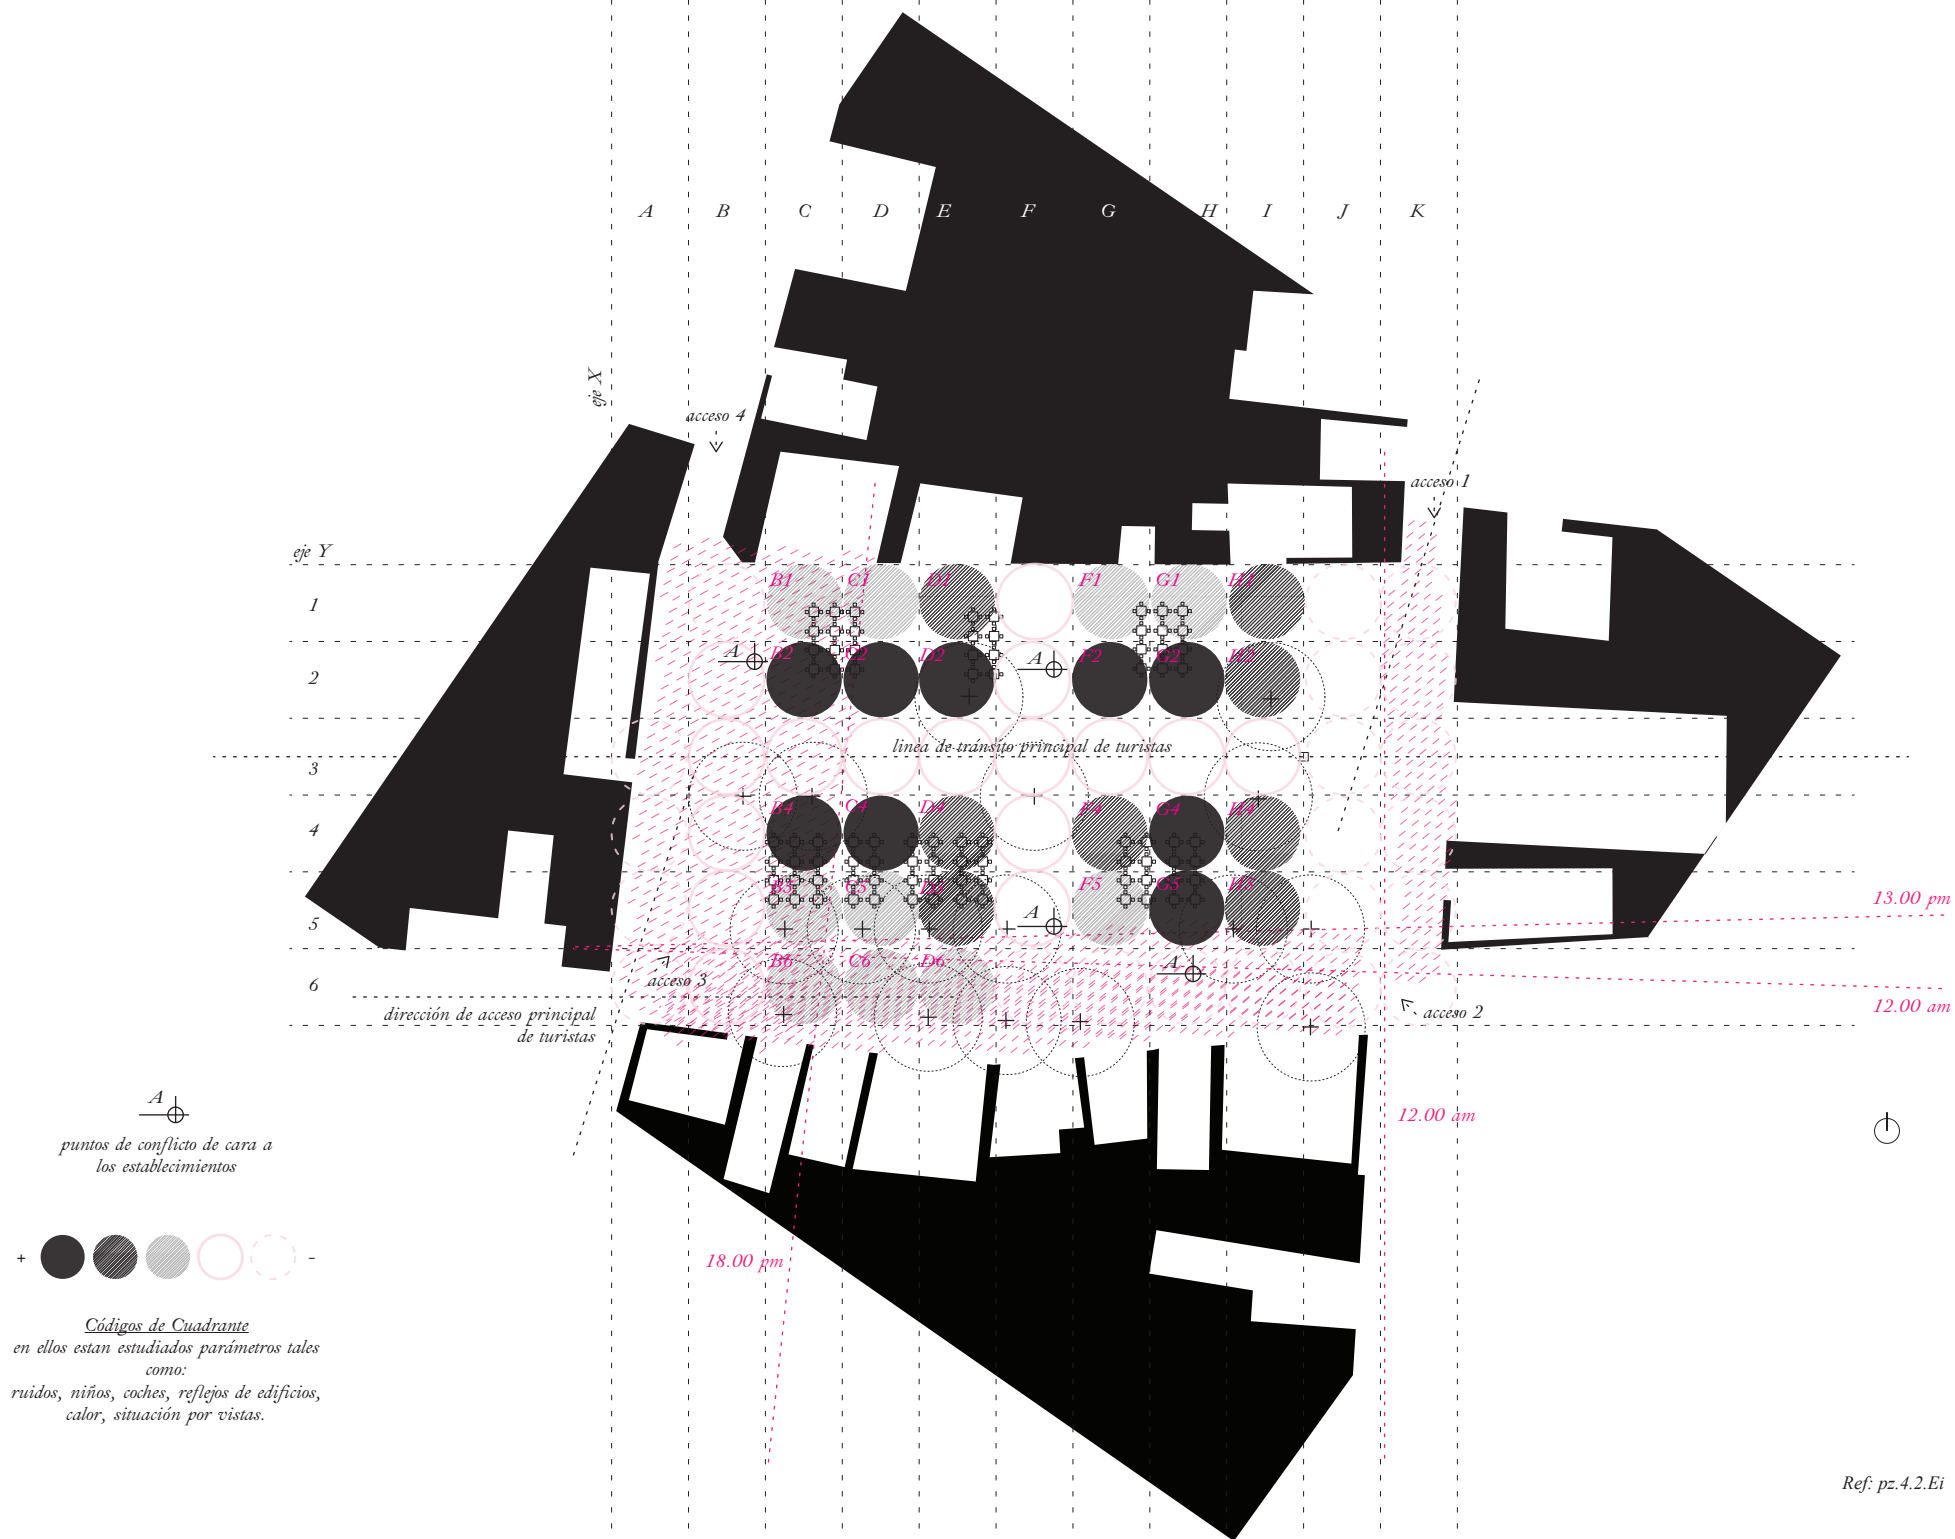 A B C D E F G H I J K
eje X
acceso 4
acceso 1
eje Y
1
B1 C1 D1 F1 G1 H1
2
A
B2 C2 D2
A
F2 G2 H2
línea de tránsito principal de turistas
3
4
B4 C4 D4 F4 G4 H4
5
B5 C5 D5 F5 G5 H5
A
13.00 pm
6
B6 C6 D6
A
acceso 3
12.00 am
acceso 2
dirección de acceso principal
de turistas
A
puntos de conflicto de cara a
los establecimientos
12.00 am
18.00 pm
+ -
Códigos de Cuadrante
en ellos estan estudiados parámetros tales
como:
ruidos, niños, coches, reflejos de edificios,
calor, situación por vistas.
Ref: pz.4.2.Ei